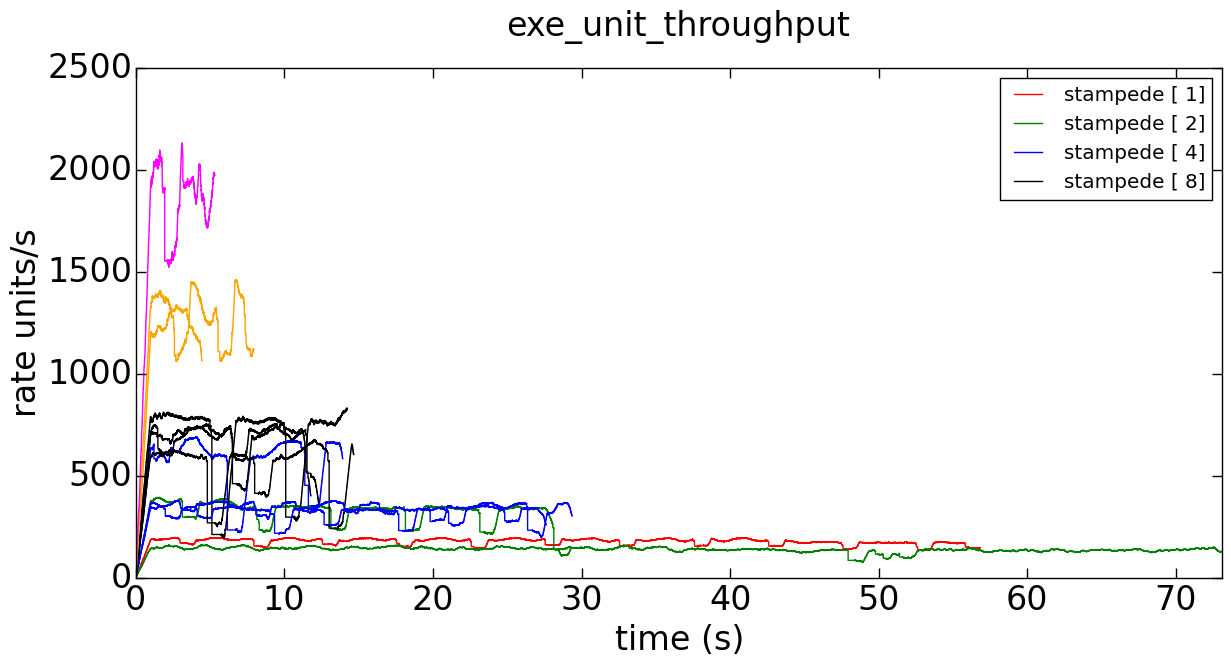 exe_unit_throughput
2500
2000
1500
1000
500
0
rate units/s
stampede [ 1]
stampede [ 2]
stampede [ 4]
stampede [ 8]
0 10 20 30 40 50 60 70
time (s)